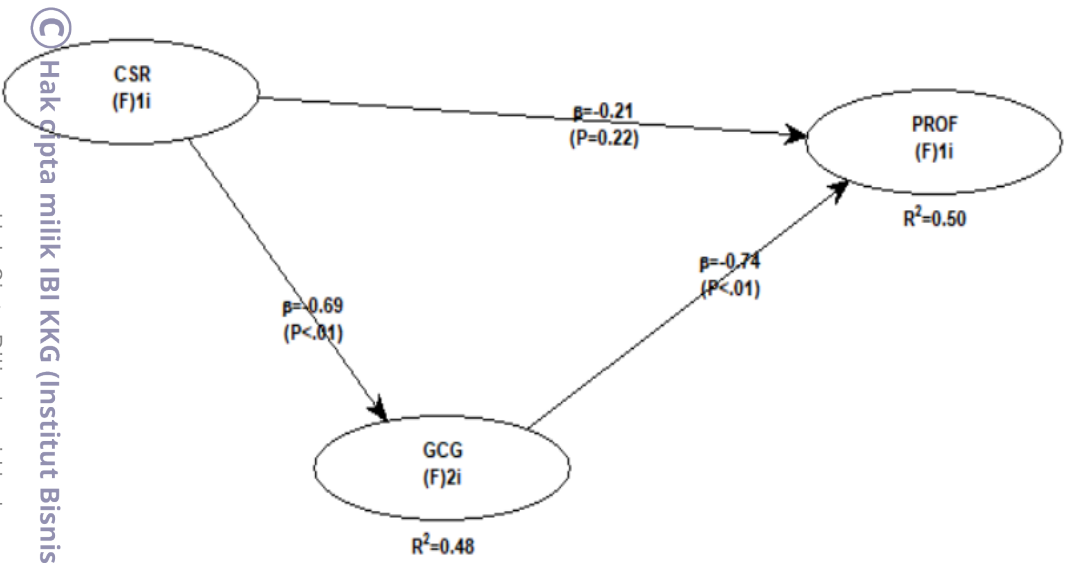 © Hak cipta milik IBI KKG (Institut Bisnis
CSR
(F)1i
β=-0.21
(P=0.22)
PROF
(F)1i
R²=0.50
β=-0.74
(P<.01)
β=-0.69
(P<.01)
GCG
(F)2i
R²=0.48